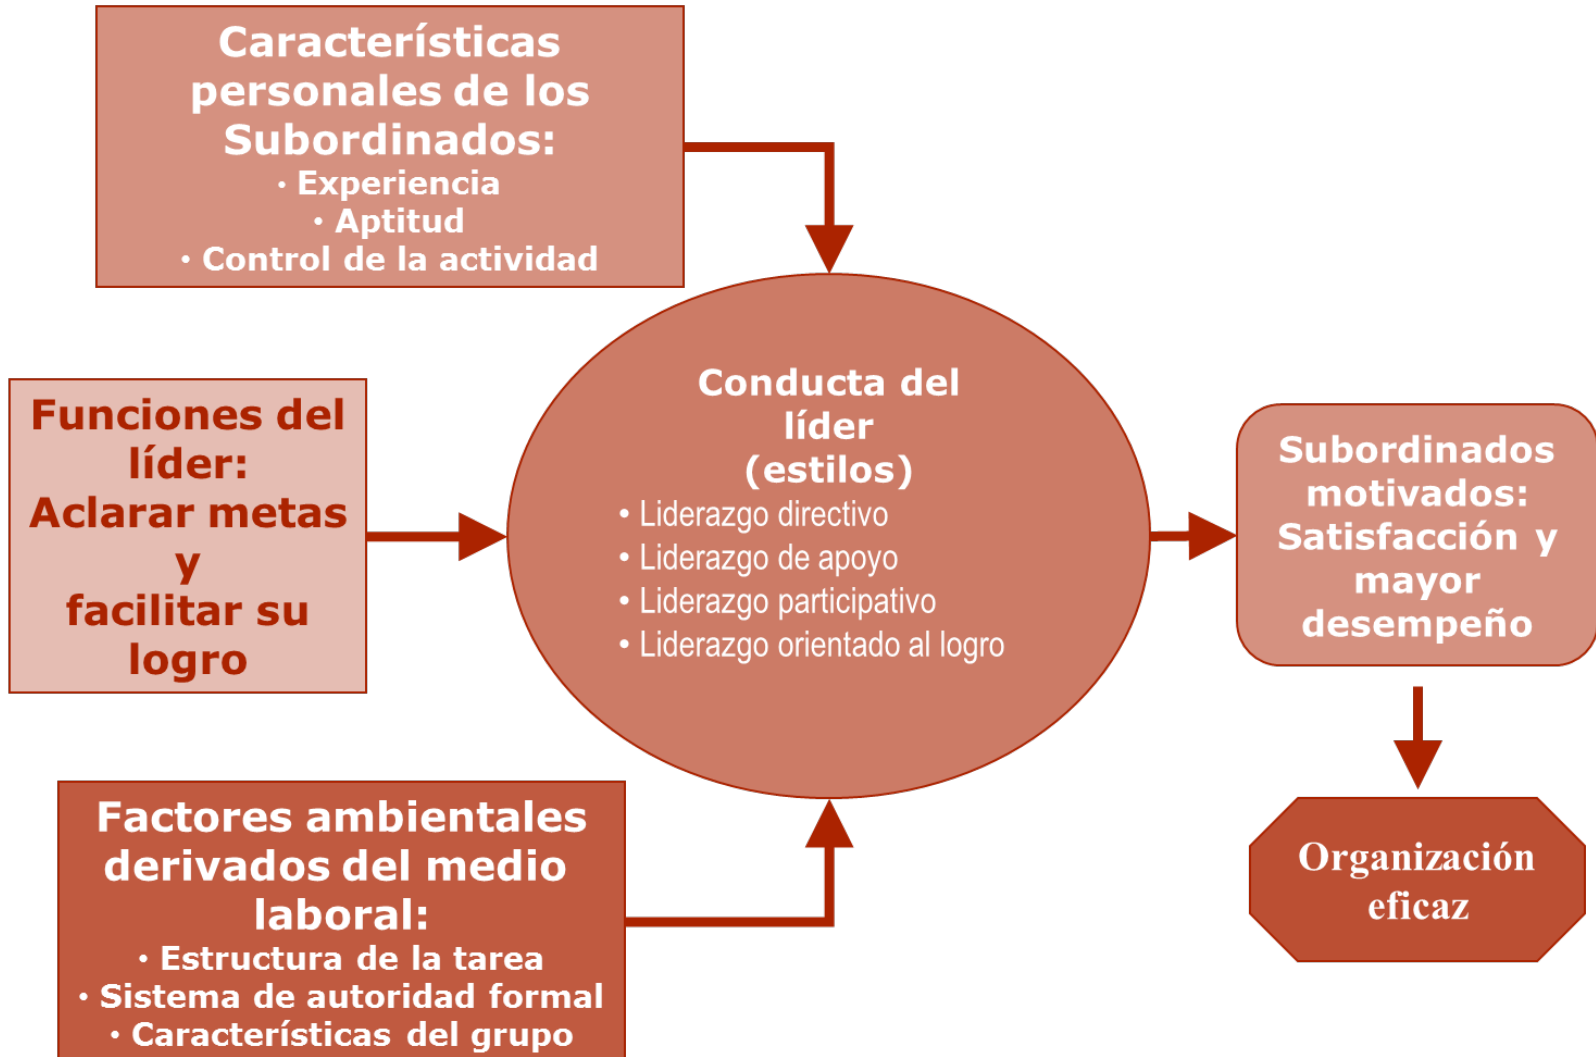 Características
personales de los
Subordinados:
• Experiencia
• Aptitud
• Control de la actividad
Funciones del
líder:
Aclarar metas
y
facilitar su
logro
Conducta del
líder
(estilos)
• Liderazgo directivo
• Liderazgo de apoyo
• Liderazgo participativo
• Liderazgo orientado al logro
Subordinados
motivados:
Satisfacción y
mayor
desempeño
Factores ambientales
derivados del medio
laboral:
• Estructura de la tarea
• Sistema de autoridad formal
• Características del grupo
Organización
eficaz